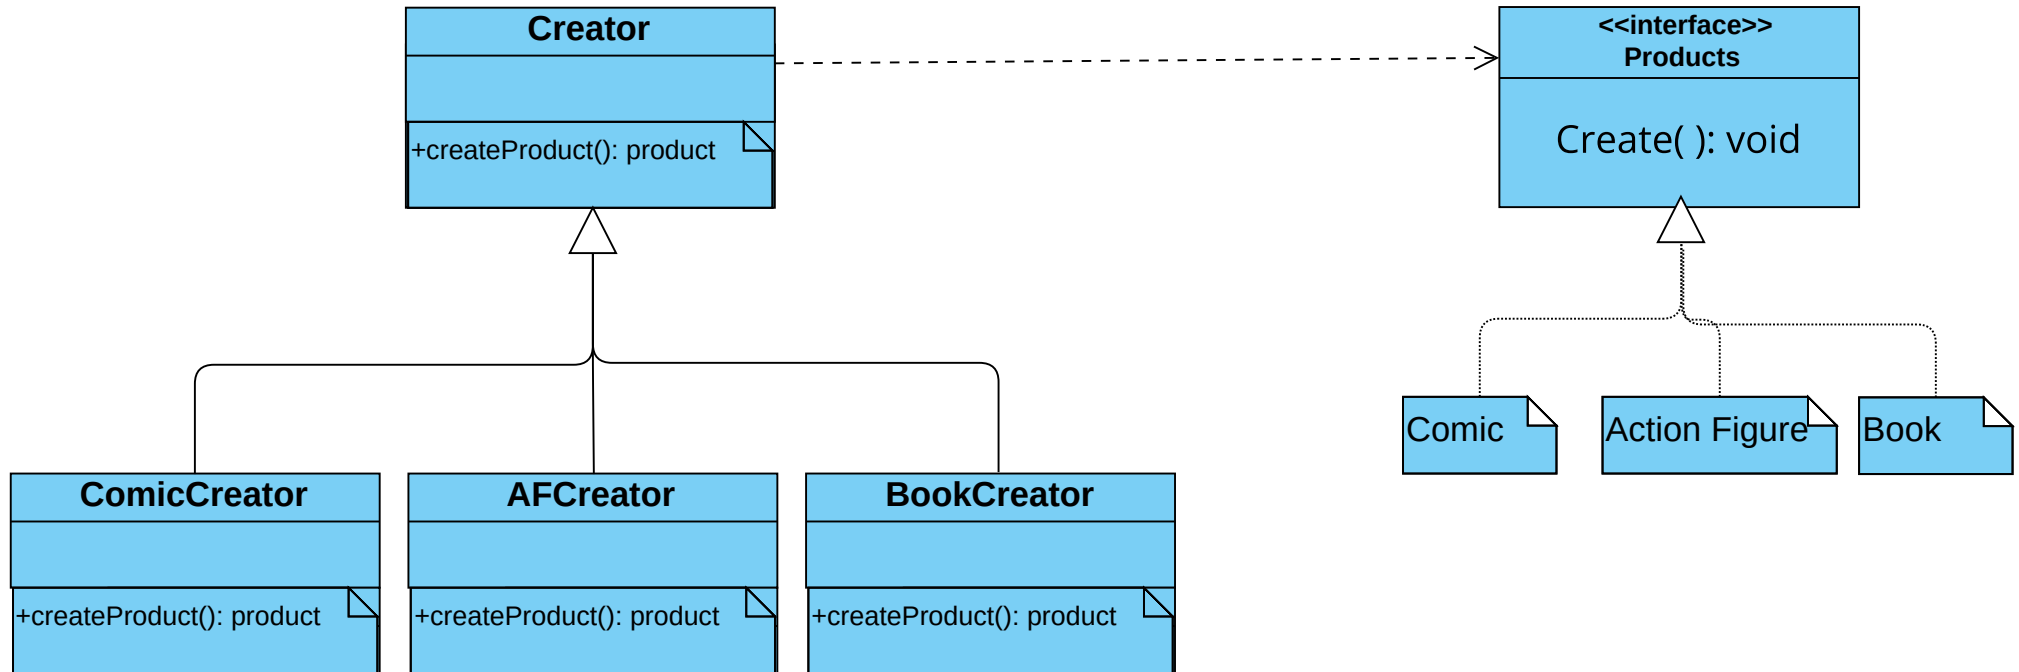 Creator
+createProduct(): product
<<interface>>
Products
Create( ): void
ComicCreator
+createProduct(): product
AFCreator
+createProduct(): product
BookCreator
+createProduct(): product
Comic
Action Figure
Book